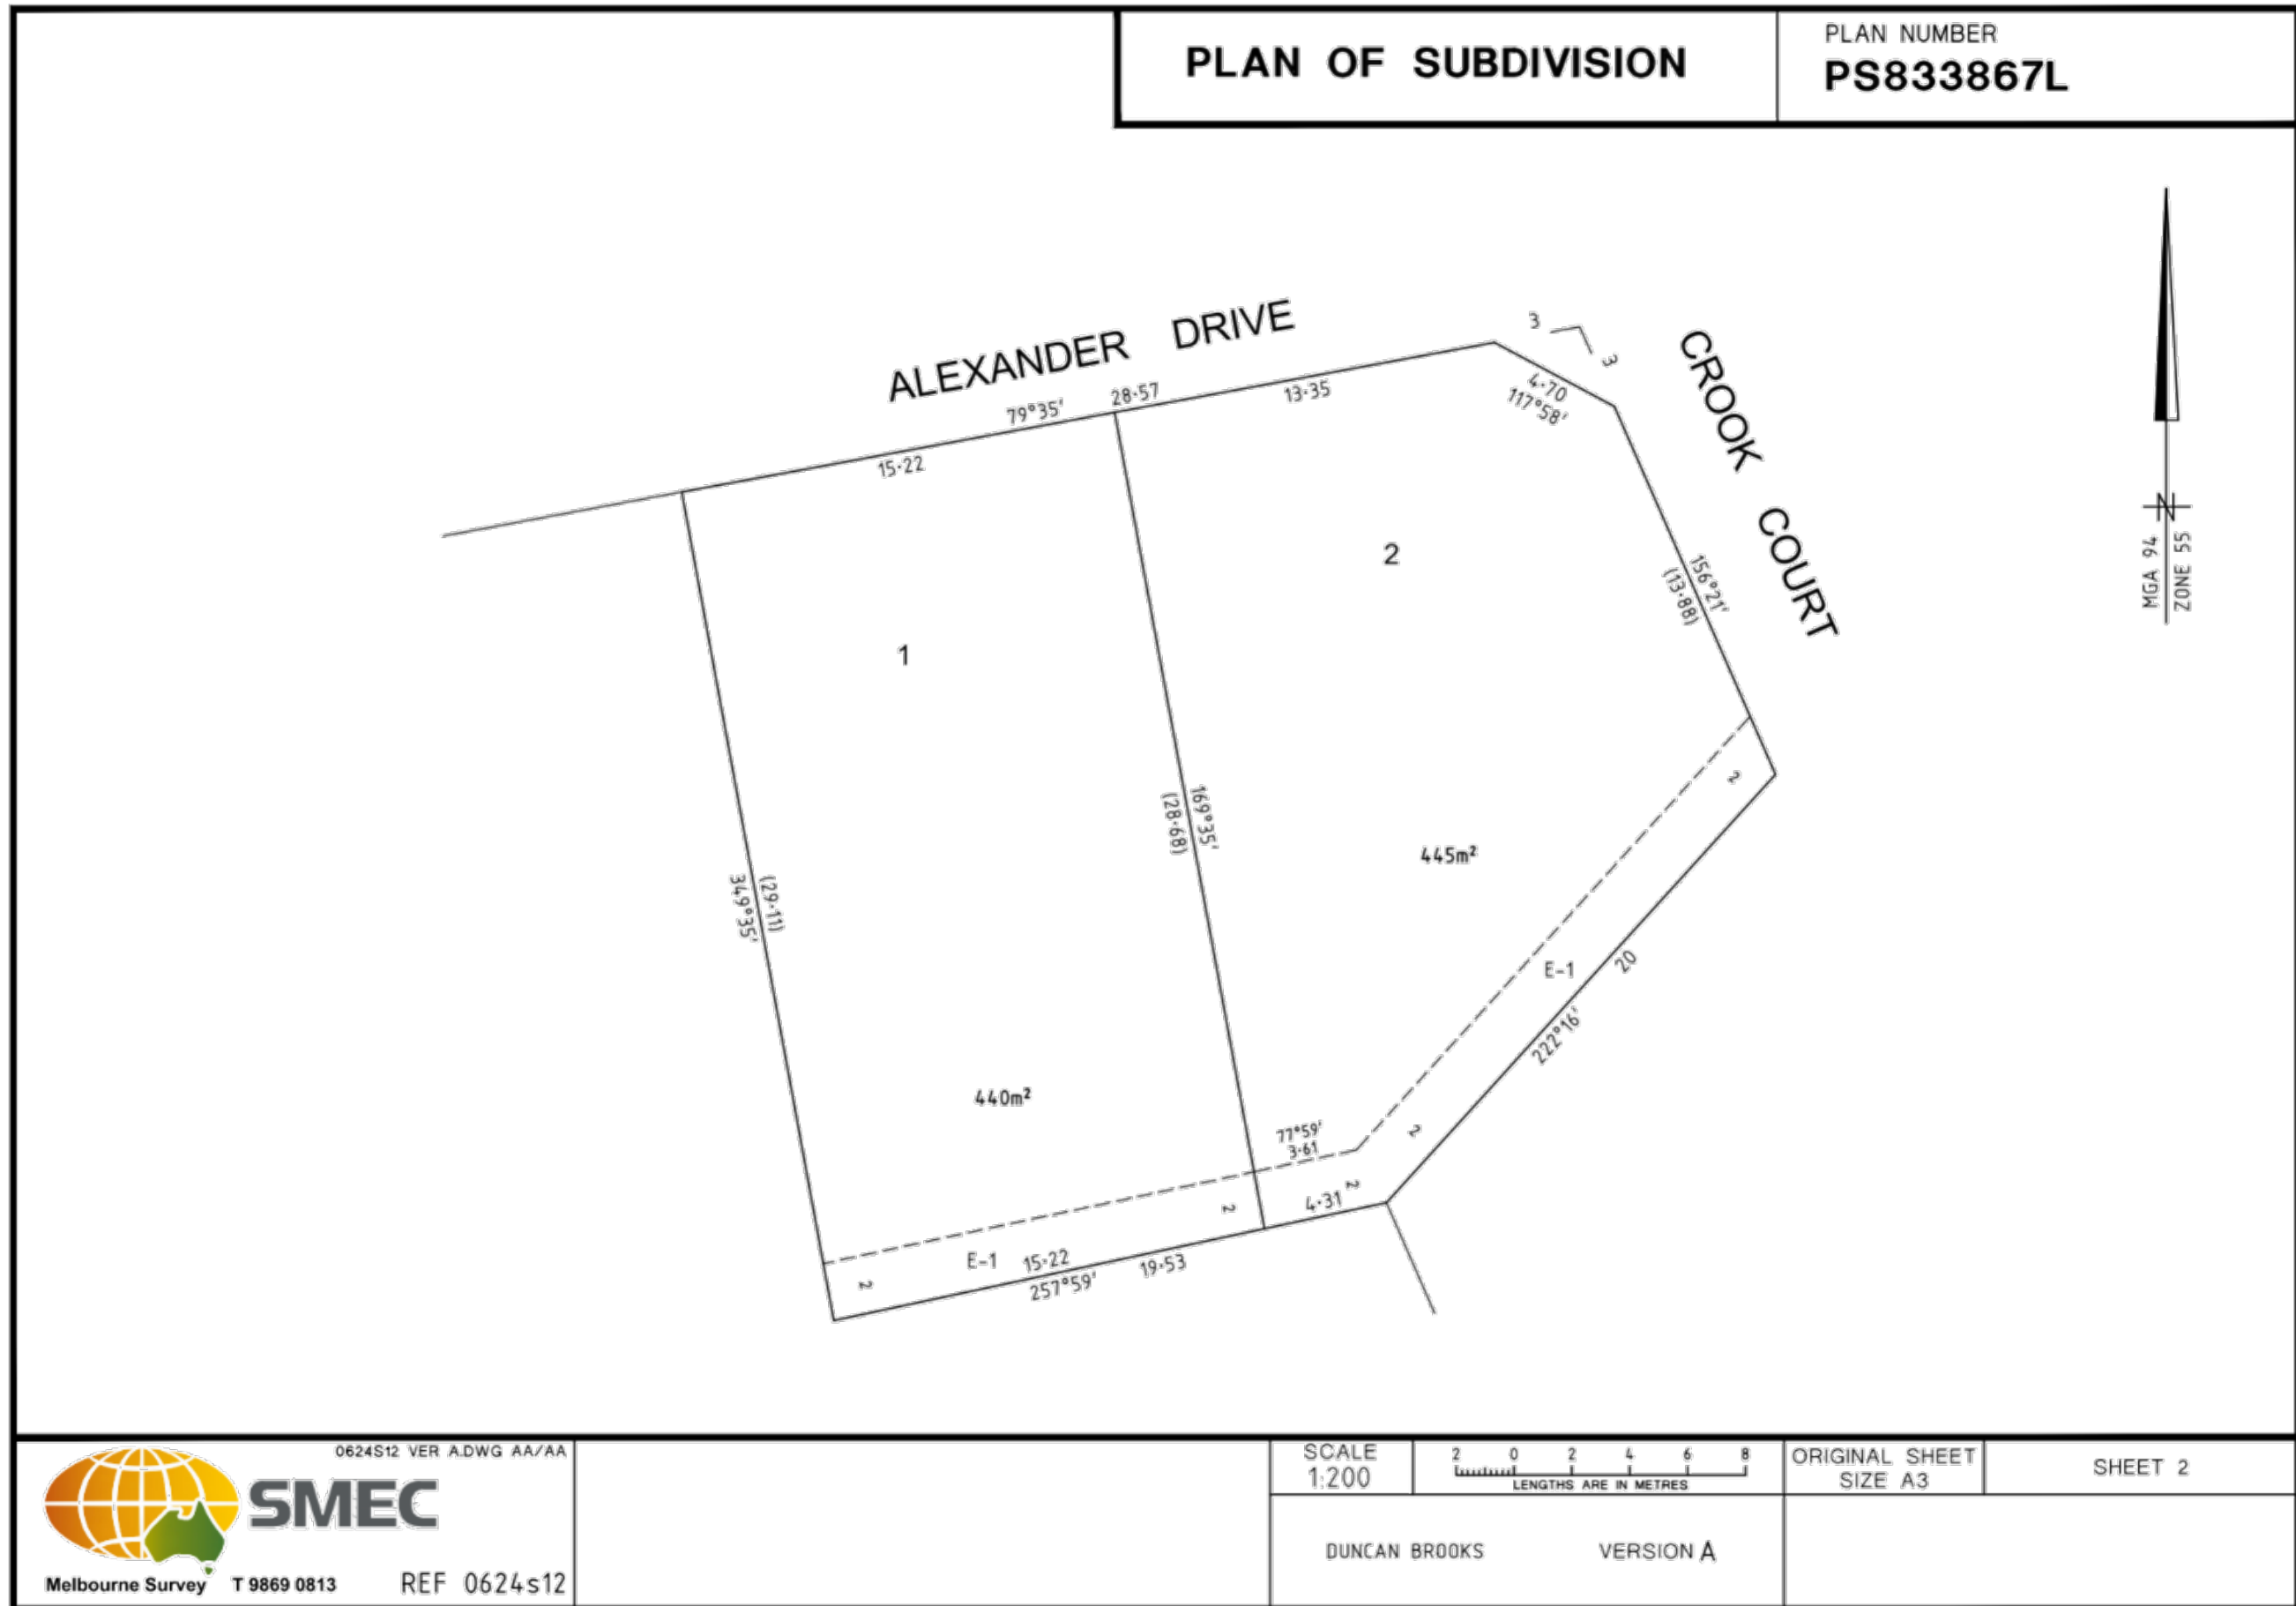 PLAN OF SUBDIVISION
PLAN NUMBER
PS833867L
ALEXANDER DRIVE
CROOK COURT
3
3
79°35'
28·57
13·35
4·70
117°58'
15·22
2
156°21'
(13·88)
MGA 94
N
ZONE 55
1
2
169°35'
(28·68)
445m²
(29·11)
349°35'
E-1
20
222°16'
440m²
77°59'
3·61
2
2
2
4·31
E-1
15·22
19·53
257°59'
2
0624S12 VER A.DWG AA/AA
SMEC
Melbourne Survey T 9869 0813
REF 0624s12
SCALE
1:200
2 0 2 4 6 8
LENGTHS ARE IN METRES
ORIGINAL SHEET
SIZE A3
SHEET 2
DUNCAN BROOKS
VERSION A